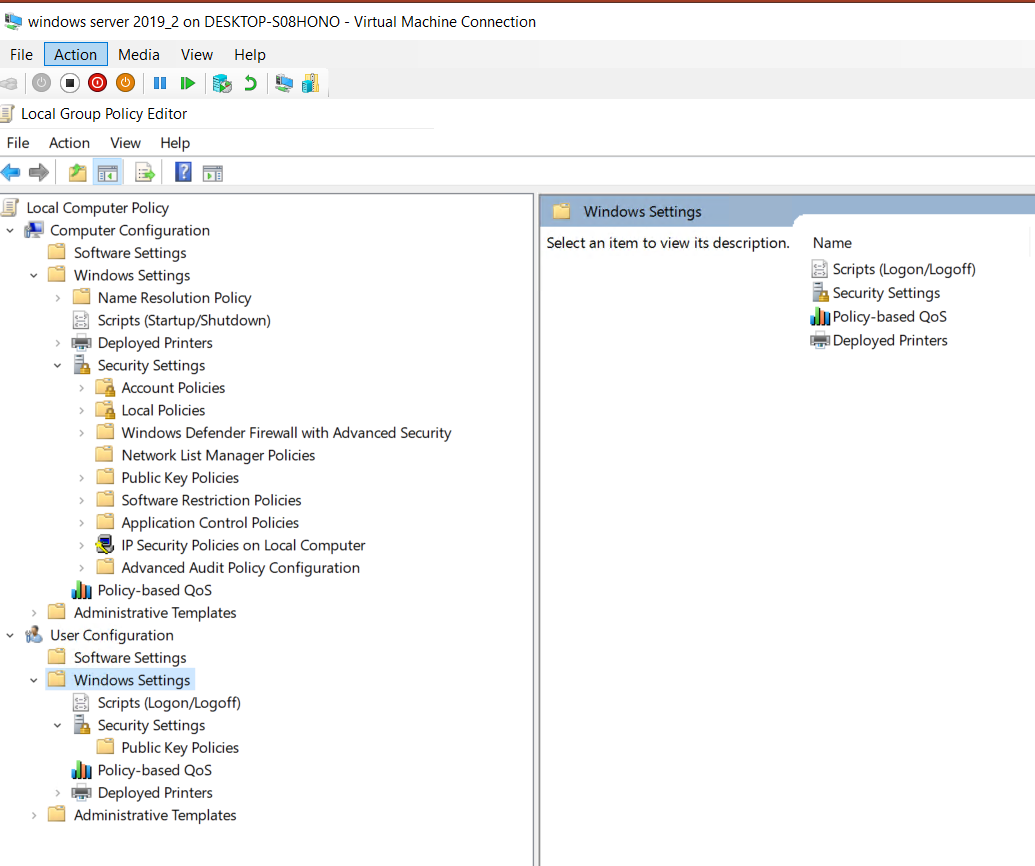 windows server 2019_2 on DESKTOP-S08HONO - Virtual Machine Connection
File Action Media View Help
Local Group Policy Editor
File Action View Help
Local Computer Policy
Computer Configuration
Software Settings
Windows Settings
Name Resolution Policy
Scripts (Startup/Shutdown)
Deployed Printers
Security Settings
Account Policies
Local Policies
Windows Defender Firewall with Advanced Security
Network List Manager Policies
Public Key Policies
Software Restriction Policies
Application Control Policies
IP Security Policies on Local Computer
Advanced Audit Policy Configuration
Policy-based QoS
Administrative Templates
User Configuration
Software Settings
Windows Settings
Scripts (Logon/Logoff)
Security Settings
Public Key Policies
Policy-based QoS
Deployed Printers
Administrative Templates
Windows Settings
Select an item to view its description.
Name
Scripts (Logon/Logoff)
Security Settings
Policy-based QoS
Deployed Printers